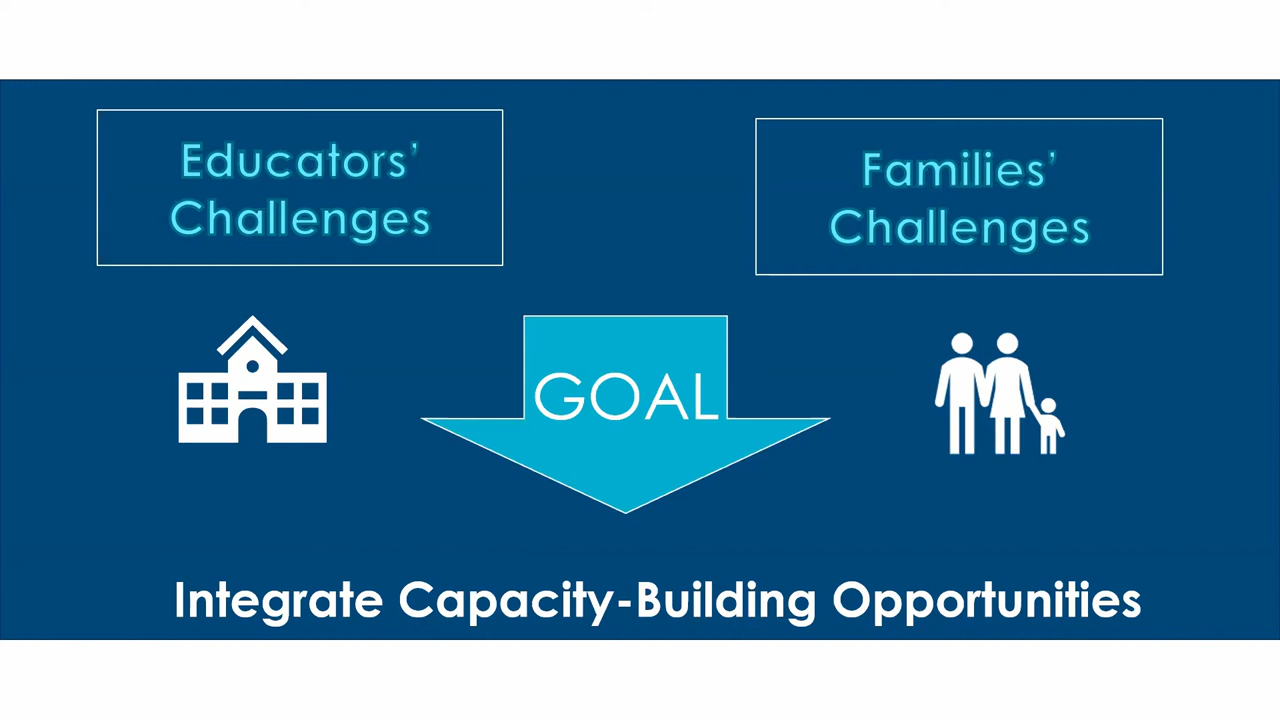 Educators’
Challenges
Families’
Challenges
GOAL
Integrate Capacity-Building Opportunities